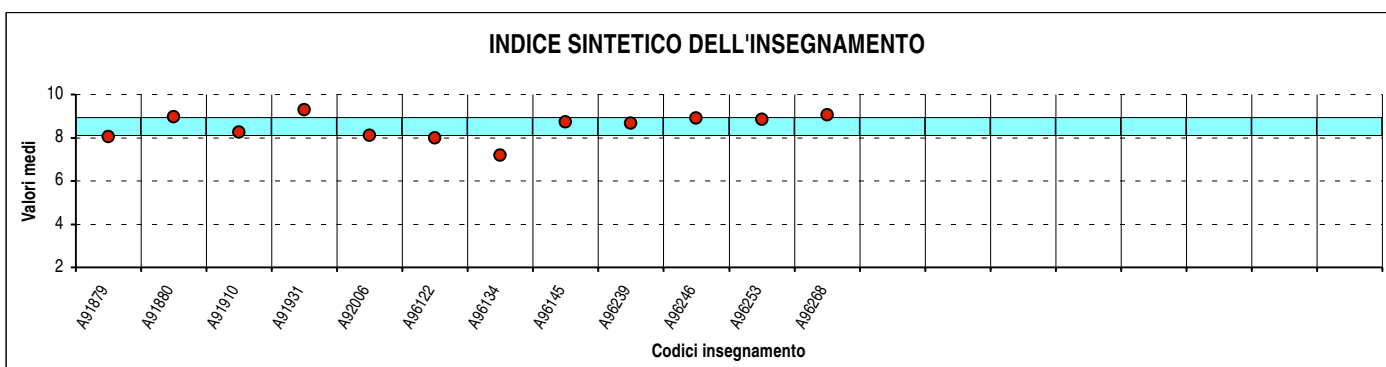 INDICE SINTETICO DELL'INSEGNAMENTO
Valori medi
10
8
6
4
2
A91879
A91880
A91910
A91931
A92006
A96122
A96134
A96145
A96239
A96246
A96253
A96268
Codici insegnamento